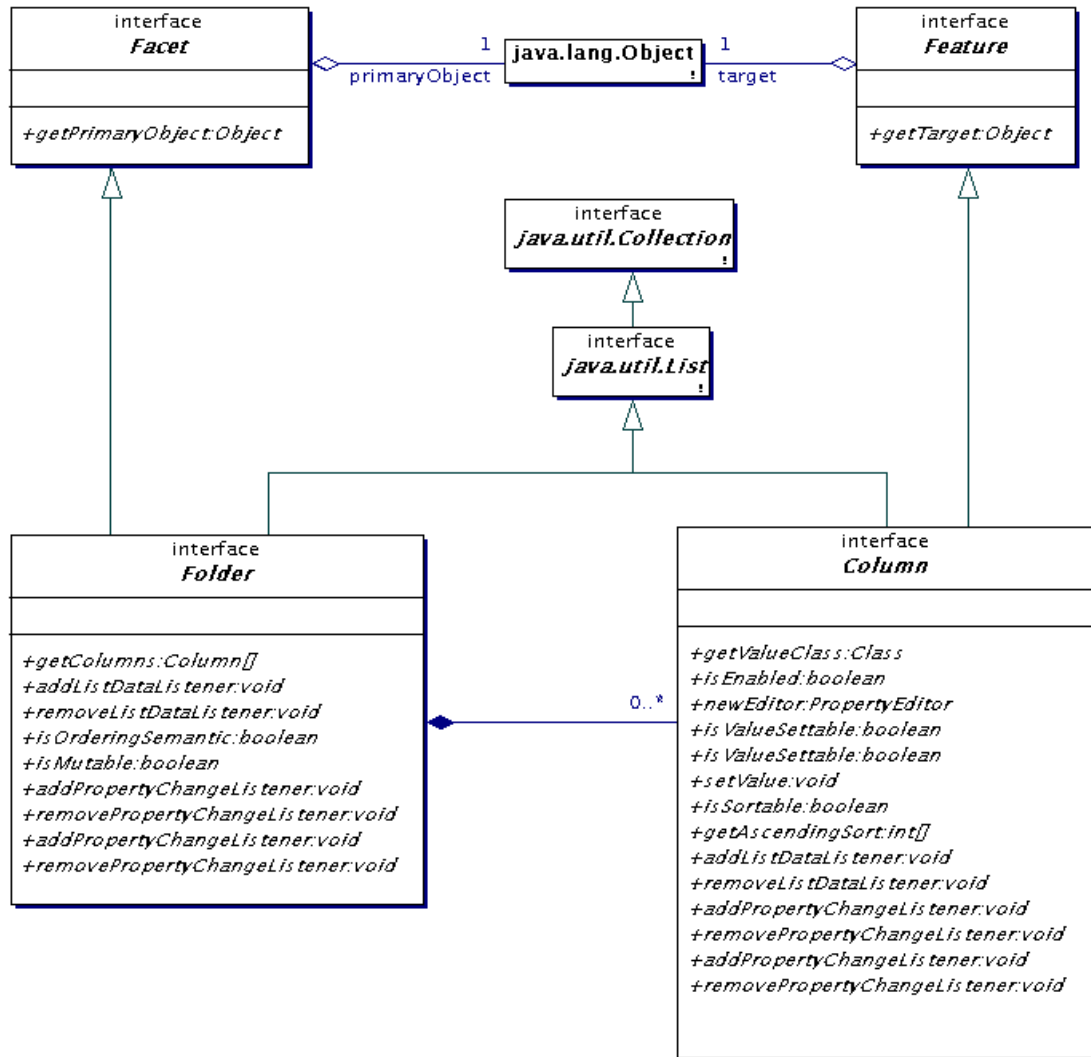 interface
Facet
+getPrimaryObject:Object
1
primaryObject
java.lang.Object
!
1
target
interface
Feature
+getTarget:Object
interface
java.util.Collection
!
interface
java.util.List
!
interface
Folder
+getColumns:Column[]
+addListDataListener:void
+removeListDataListener:void
+isOrderingSemantic:boolean
+isMutable:boolean
+addPropertyChangeListener:void
+removePropertyChangeListener:void
+addPropertyChangeListener:void
+removePropertyChangeListener:void
0..*
interface
Column
+getValueClass:Class
+isEnabled:boolean
+newEditor:PropertyEditor
+isValueSettable:boolean
+isValueSettable:boolean
+setValue:void
+isSortable:boolean
+getAscendingSort:int[]
+addListDataListener:void
+removeListDataListener:void
+addPropertyChangeListener:void
+removePropertyChangeListener:void
+addPropertyChangeListener:void
+removePropertyChangeListener:void